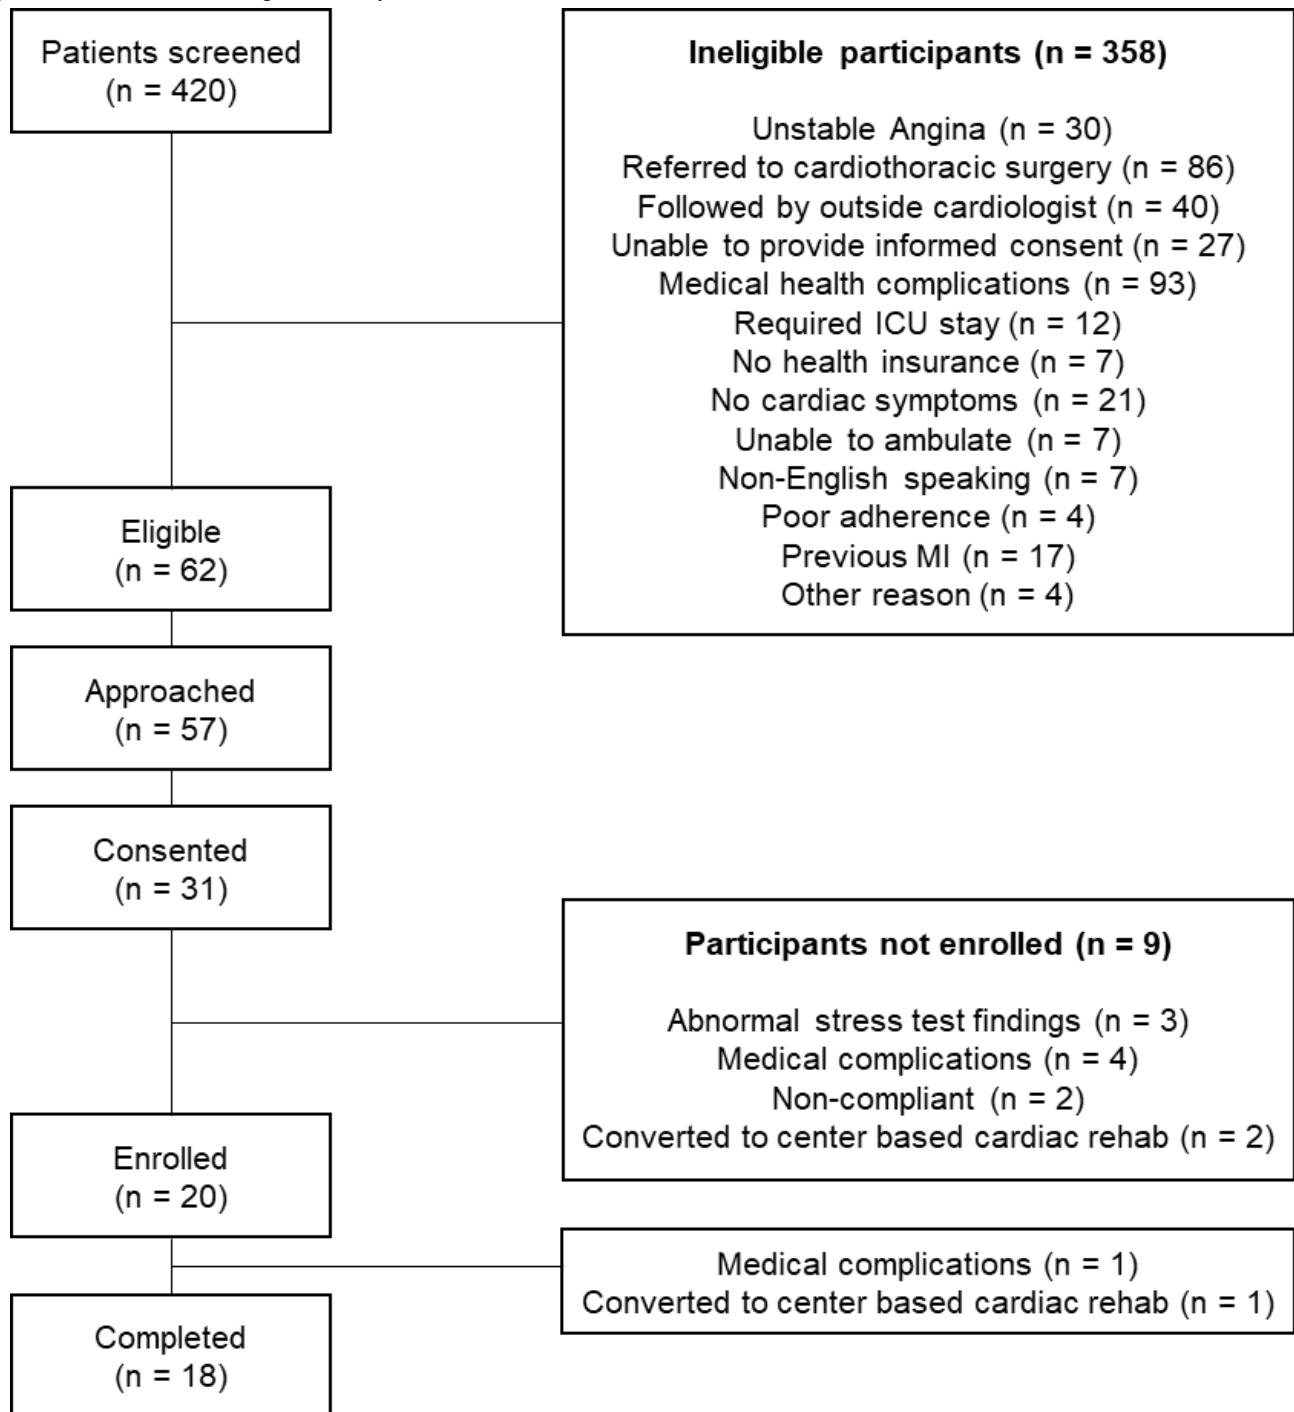 Patients screened
(n = 420)
Ineligible participants (n = 358)
Unstable Angina (n = 30)
Referred to cardiothoracic surgery (n = 86)
Followed by outside cardiologist (n = 40)
Unable to provide informed consent (n = 27)
Medical health complications (n = 93)
Required ICU stay (n = 12)
No health insurance (n = 7)
No cardiac symptoms (n = 21)
Unable to ambulate (n = 7)
Non-English speaking (n = 7)
Poor adherence (n = 4)
Previous MI (n = 17)
Other reason (n = 4)
Eligible
(n = 62)
Approached
(n = 57)
Consented
(n = 31)
Participants not enrolled (n = 9)
Abnormal stress test findings (n = 3)
Medical complications (n = 4)
Non-compliant (n = 2)
Converted to center based cardiac rehab (n = 2)
Enrolled
(n = 20)
Medical complications (n = 1)
Converted to center based cardiac rehab (n = 1)
Completed
(n = 18)